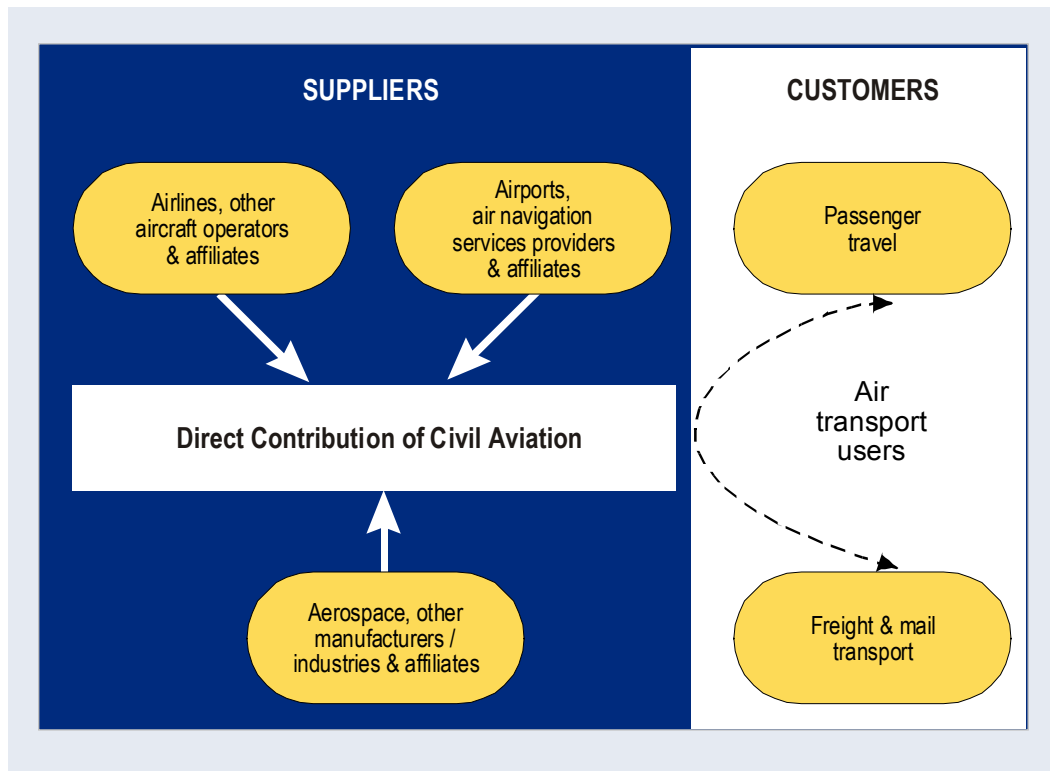 SUPPLIERS
CUSTOMERS
Airlines, other
aircraft operators
& affiliates
Airports,
air navigation
services providers
& affiliates
Passenger
travel
Direct Contribution of Civil Aviation
Air
transport
users
Aerospace, other
manufacturers /
industries & affiliates
Freight & mail
transport